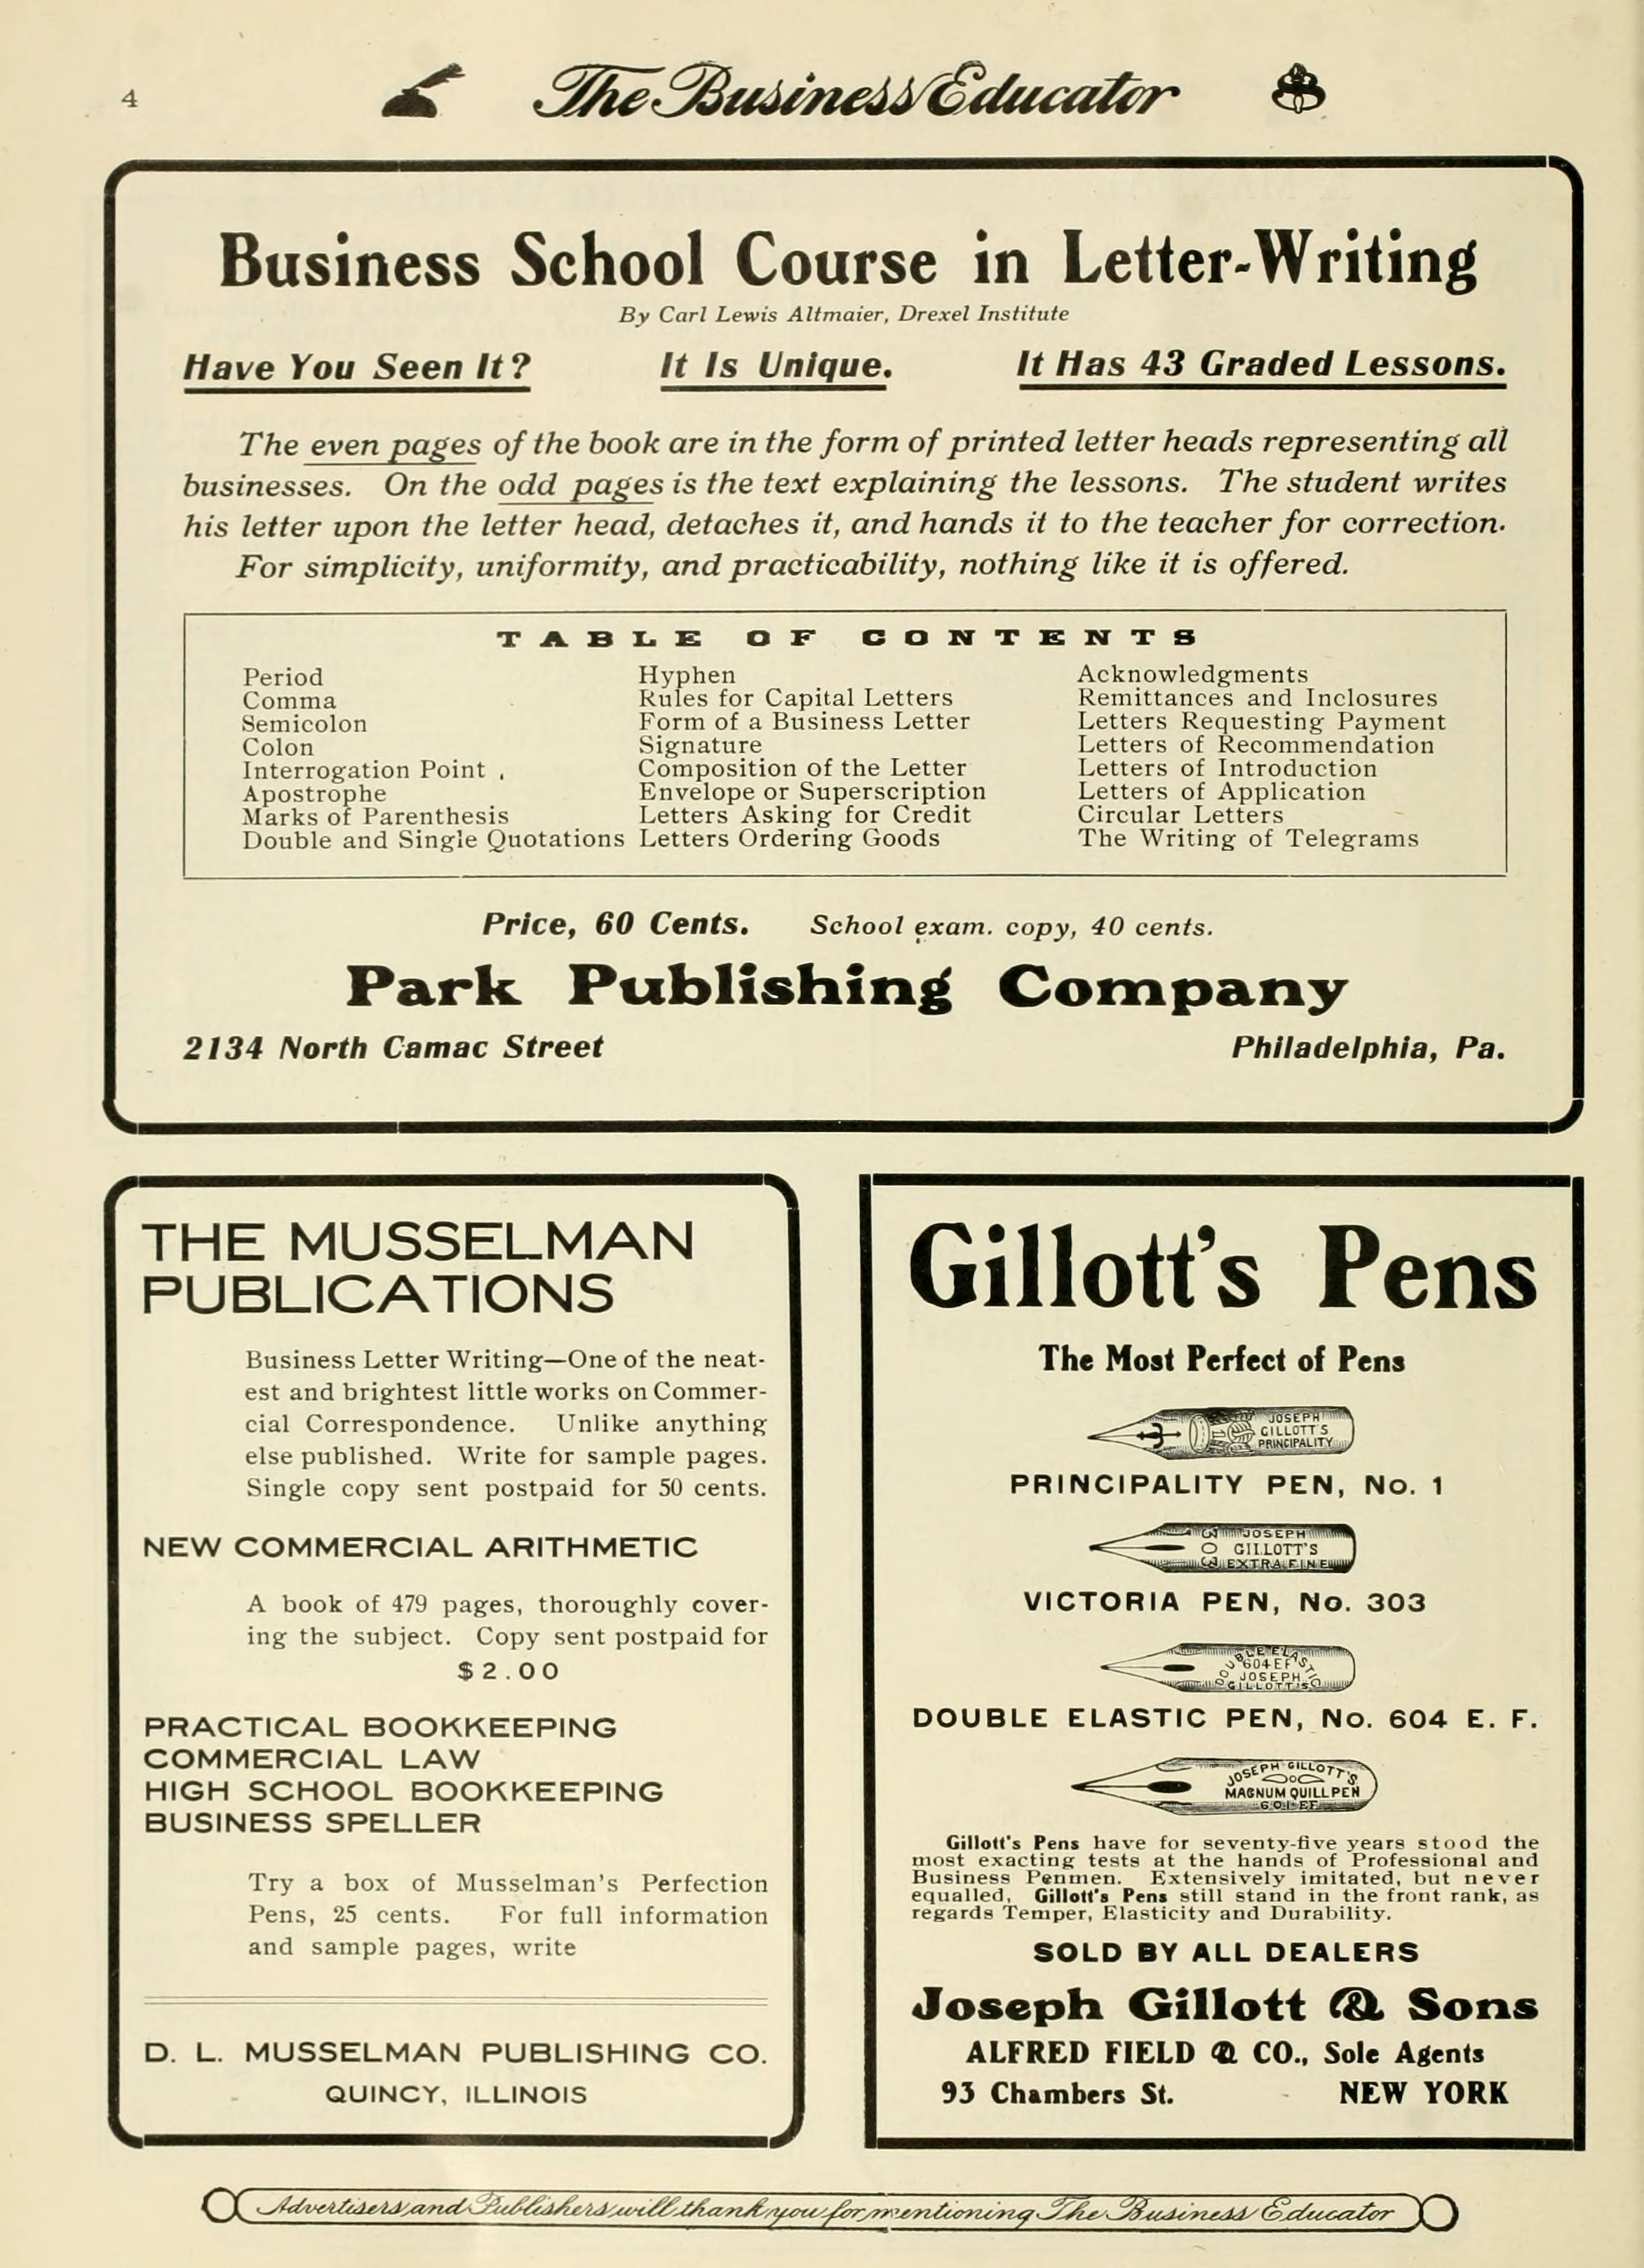 4
The Business Educator
Business School Course in Letter-Writing
By Carl Lewis Altmaier, Drexel Institute
Have You Seen It? It Is Unique. It Has 43 Graded Lessons.
The even pages of the book are in the form of printed letter heads representing all
businesses. On the odd pages is the text explaining the lessons. The student writes
his letter upon the letter head, detaches it, and hands it to the teacher for correction.
For simplicity, uniformity, and practicability, nothing like it is offered.
TABLE OF CONTENTS
Period
Comma
Semicolon
Colon
Interrogation Point
Apostrophe
Marks of Parenthesis
Double and Single Quotations
Hyphen
Rules for Capital Letters
Form of a Business Letter
Signature
Composition of the Letter
Envelope or Superscription
Letters Asking for Credit
Letters Ordering Goods
Acknowledgments
Remittances and Inclosures
Letters Requesting Payment
Letters of Recommendation
Letters of Introduction
Letters of Application
Circular Letters
The Writing of Telegrams
Price, 60 Cents. School exam. copy, 40 cents.
Park Publishing Company
2134 North Camac Street Philadelphia, Pa.
THE MUSSELMAN
PUBLICATIONS
Business Letter Writing—One of the neat-
est and brightest little works on Commer-
cial Correspondence. Unlike anything
else published. Write for sample pages.
Single copy sent postpaid for 50 cents.
NEW COMMERCIAL ARITHMETIC
A book of 479 pages, thoroughly cover-
ing the subject. Copy sent postpaid for
$2.00
PRACTICAL BOOKKEEPING
COMMERCIAL LAW
HIGH SCHOOL BOOKKEEPING
BUSINESS SPELLER
Try a box of Musselman's Perfection
Pens, 25 cents. For full information
and sample pages, write
D. L. MUSSELMAN PUBLISHING CO.
QUINCY, ILLINOIS
Gillott's Pens
The Most Perfect of Pens
JOSEPH
GILLOTT'S
PRINCIPALITY
1
PRINCIPALITY PEN, No. 1
303
JOSEPH
GILLOTT'S
EXTRA FINE
VICTORIA PEN, No. 303
DOUBLE ELASTIC
604 EF
JOSEPH
GILLOTT'S
DOUBLE ELASTIC PEN, No. 604 E. F.
JOSEPH GILLOTT'S
MAGNUM QUILL PEN
601 EF
Gillott's Pens have for seventy-five years stood the
most exacting tests at the hands of Professional and
Business Penmen. Extensively imitated, but never
equalled, Gillott's Pens still stand in the front rank, as
regards Temper, Elasticity and Durability.
SOLD BY ALL DEALERS
Joseph Gillott & Sons
ALFRED FIELD & CO., Sole Agents
93 Chambers St. NEW YORK
Advertisers and Publishers will thank you for mentioning The Business Educator